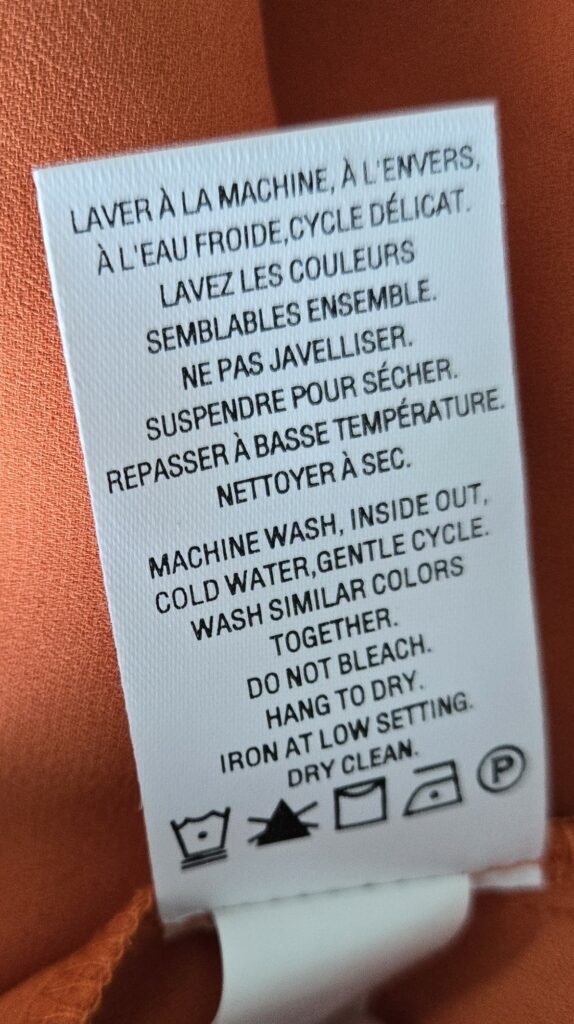 LAVER À LA MACHINE, À L'ENVERS,
À L'EAU FROIDE,CYCLE DÉLICAT.
LAVEZ LES COULEURS
SEMBLABLES ENSEMBLE.
NE PAS JAVELLISER.
SUSPENDRE POUR SÉCHER.
REPASSER À BASSE TEMPÉRATURE.
NETTOYER À SEC.
MACHINE WASH, INSIDE OUT,
COLD WATER,GENTLE CYCLE.
WASH SIMILAR COLORS
TOGETHER.
DO NOT BLEACH.
HANG TO DRY.
IRON AT LOW SETTING.
DRY CLEAN.
P